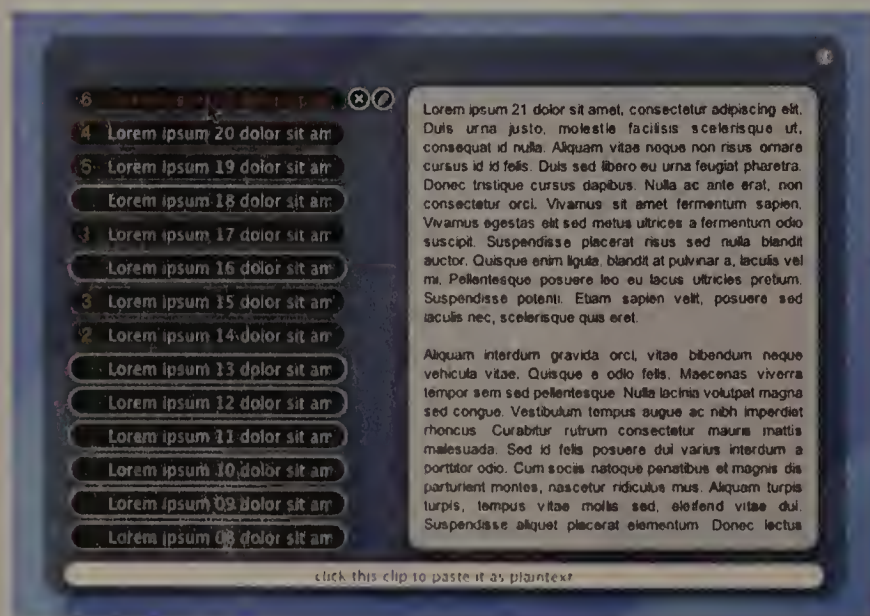 6
4 Lorem ipsum 20 dolor sit am
5 Lorem ipsum 19 dolor sit am
Lorem ipsum 18 dolor sit am
1 Lorem ipsum 17 dolor sit am
Lorem ipsum 16 dolor sit am
3 Lorem ipsum 15 dolor sit am
2 Lorem ipsum 14 dolor sit am
Lorem ipsum 13 dolor sit am
Lorem ipsum 12 dolor sit am
Lorem ipsum 11 dolor sit am
Lorem ipsum 10 dolor sit am
Lorem ipsum 09 dolor sit am
Lorem ipsum 08 dolor sit am
Lorem ipsum 21 dolor sit amet, consectetur adipiscing elit.
Duis urna justo, molestie facilisis scelerisque ut,
consequat id nulla. Aliquam vitae neque non risus ornare
cursus id id felis. Duis sed libero eu urna feugiat pharetra.
Donec tristique cursus dapibus. Nulla ac ante erat, non
consectetur orci. Vivamus sit amet fermentum sapien.
Vivamus egestas elit sed metus ultrices a fermentum odio
suscipit. Suspendisse placerat risus sed nulla blandit
auctor. Quisque enim ligula, blandit at pulvinar a, iaculis vel
mi. Pellentesque posuere leo eu lacus ultricies pretium.
Suspendisse potenti. Etiam sapien velit, posuere sed
iaculis nec, scelerisque quis erat.
Aliquam interdum gravida orci, vitae bibendum neque
vehicula vitae. Quisque a odio felis. Maecenas viverra
tempor sem sed pellentesque. Nulla lacinia volutpat magna
sed congue. Vestibulum tempus augue ac nibh imperdiet
rhoncus. Curabitur rutrum consectetur mauris mattis
malesuada. Sed id felis posuere dui varius interdum a
porttitor odio. Cum sociis natoque penatibus et magnis dis
parturient montes, nascetur ridiculus mus. Aliquam turpis
turpis, tempus vitae mollis sed, eleifend vitae dui.
Suspendisse aliquet placerat elementum. Donec lectus
click this clip to paste it as plaintext